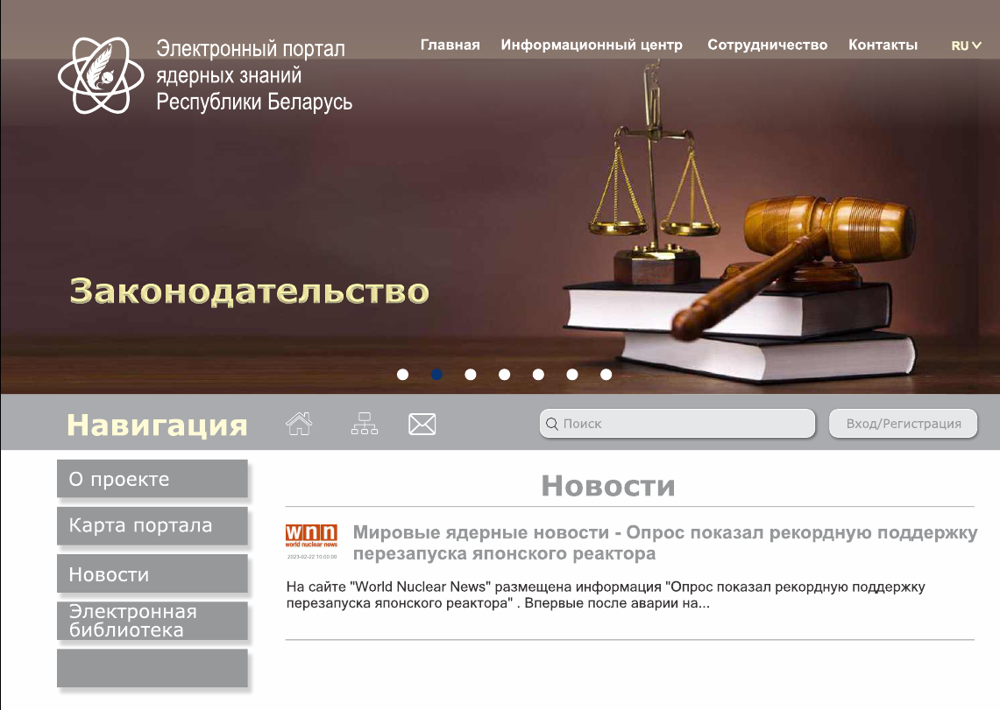 Электронный портал
ядерных знаний
Республики Беларусь
Главная Информационный центр Сотрудничество Контакты RU
Законодательство
Навигация
Поиск
Вход/Регистрация
О проекте
Карта портала
Новости
Электронная
библиотека
Новости
wnn
world nuclear news
2023-02-22 10:00:00
Мировые ядерные новости - Опрос показал рекордную поддержку
перезапуска японского реактора
На сайте "World Nuclear News" размещена информация "Опрос показал рекордную поддержку
перезапуска японского реактора" . Впервые после аварии на...